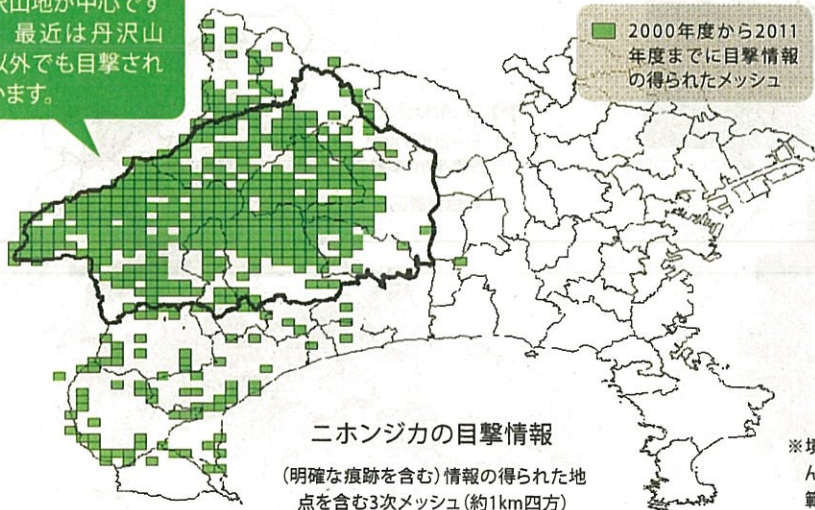 沢山地が中心です
最近は丹沢山
以外でも目撃され
います。
2000年度から2011
年度までに目撃情報
の得られたメッシュ
ニホンジカの目撃情報
(明確な痕跡を含む)情報の得られた地
点を含む3次メッシュ(約1km四方)
※境
ん
範